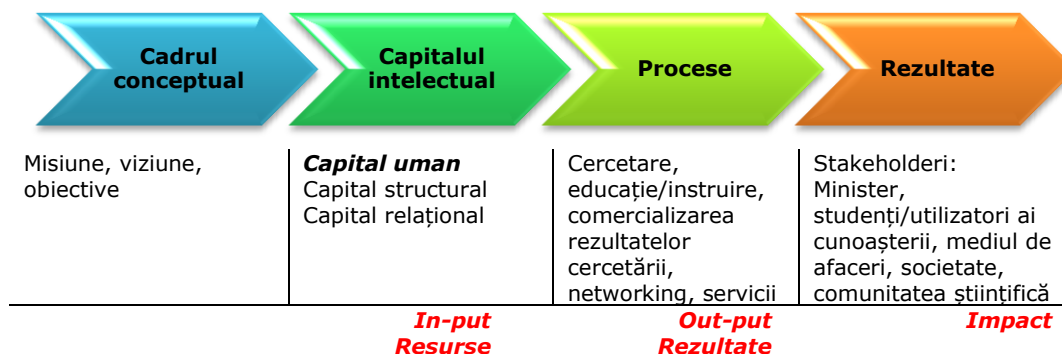 Cadrul
conceptual
Capitalul
intelectual
Procese
Rezultate
Misiune, viziune,
obiective
Capital uman
Capital structural
Capital relațional
Cercetare,
educație/instruire,
comercializarea
rezultatelor
cercetării,
networking, servicii
Stakeholderi:
Minister,
studenți/utilizatori ai
cunoașterii, mediul de
afaceri, societate,
comunitatea științifică
In-put
Resurse
Out-put
Rezultate
Impact